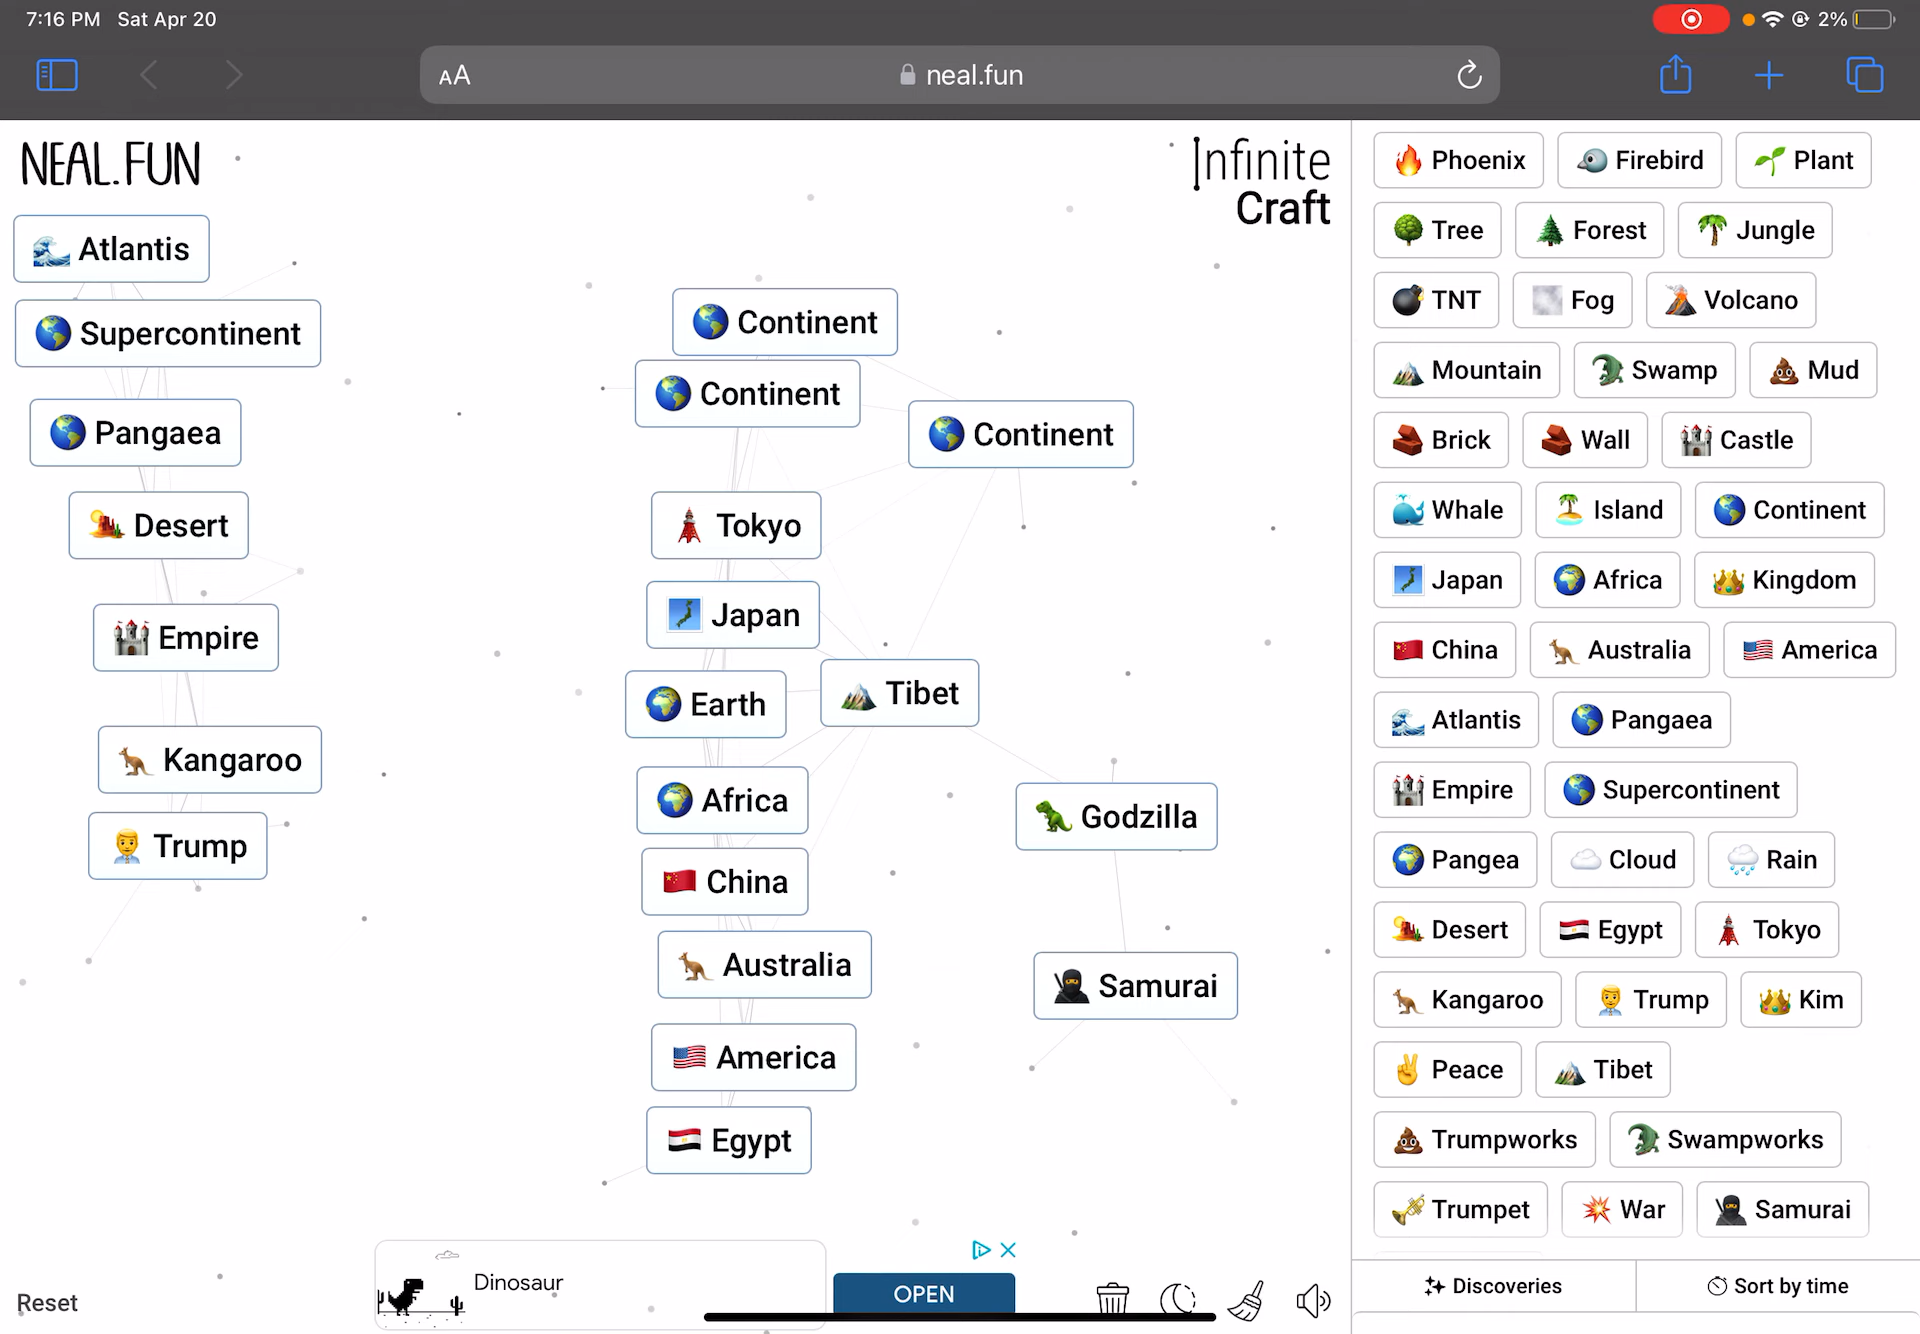 7:16 PM Sat Apr 20
2%
AA neal.fun
NEAL.FUN
Infinite
Craft
Atlantis
Supercontinent
Pangaea
Desert
Empire
Kangaroo
Trump
Continent
Continent
Continent
Tokyo
Japan
Earth
Tibet
Africa
Godzilla
China
Australia
Samurai
America
Egypt
Phoenix Firebird Plant
Tree Forest Jungle
TNT Fog Volcano
Mountain Swamp Mud
Brick Wall Castle
Whale Island Continent
Japan Africa Kingdom
China Australia America
Atlantis Pangaea
Empire Supercontinent
Pangea Cloud Rain
Desert Egypt Tokyo
Kangaroo Trump Kim
Peace Tibet
Trumpworks Swampworks
Trumpet War Samurai
Reset
Dinosaur
OPEN
Discoveries Sort by time